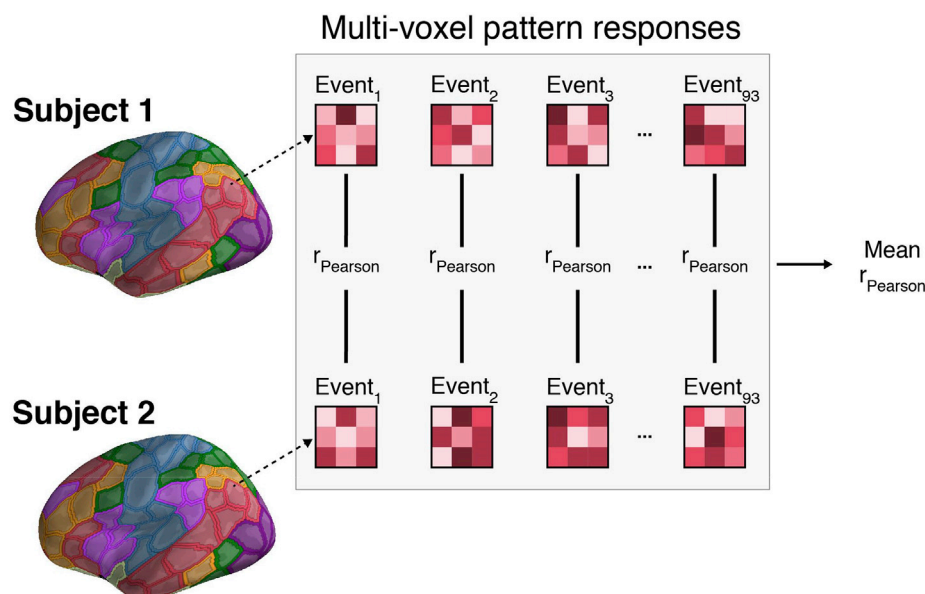 Multi-voxel pattern responses
Subject 1
Event1 Event2 Event3 Event93
...
rPearson rPearson rPearson ... rPearson
Mean
rPearson
Subject 2
Event1 Event2 Event3 Event93
...